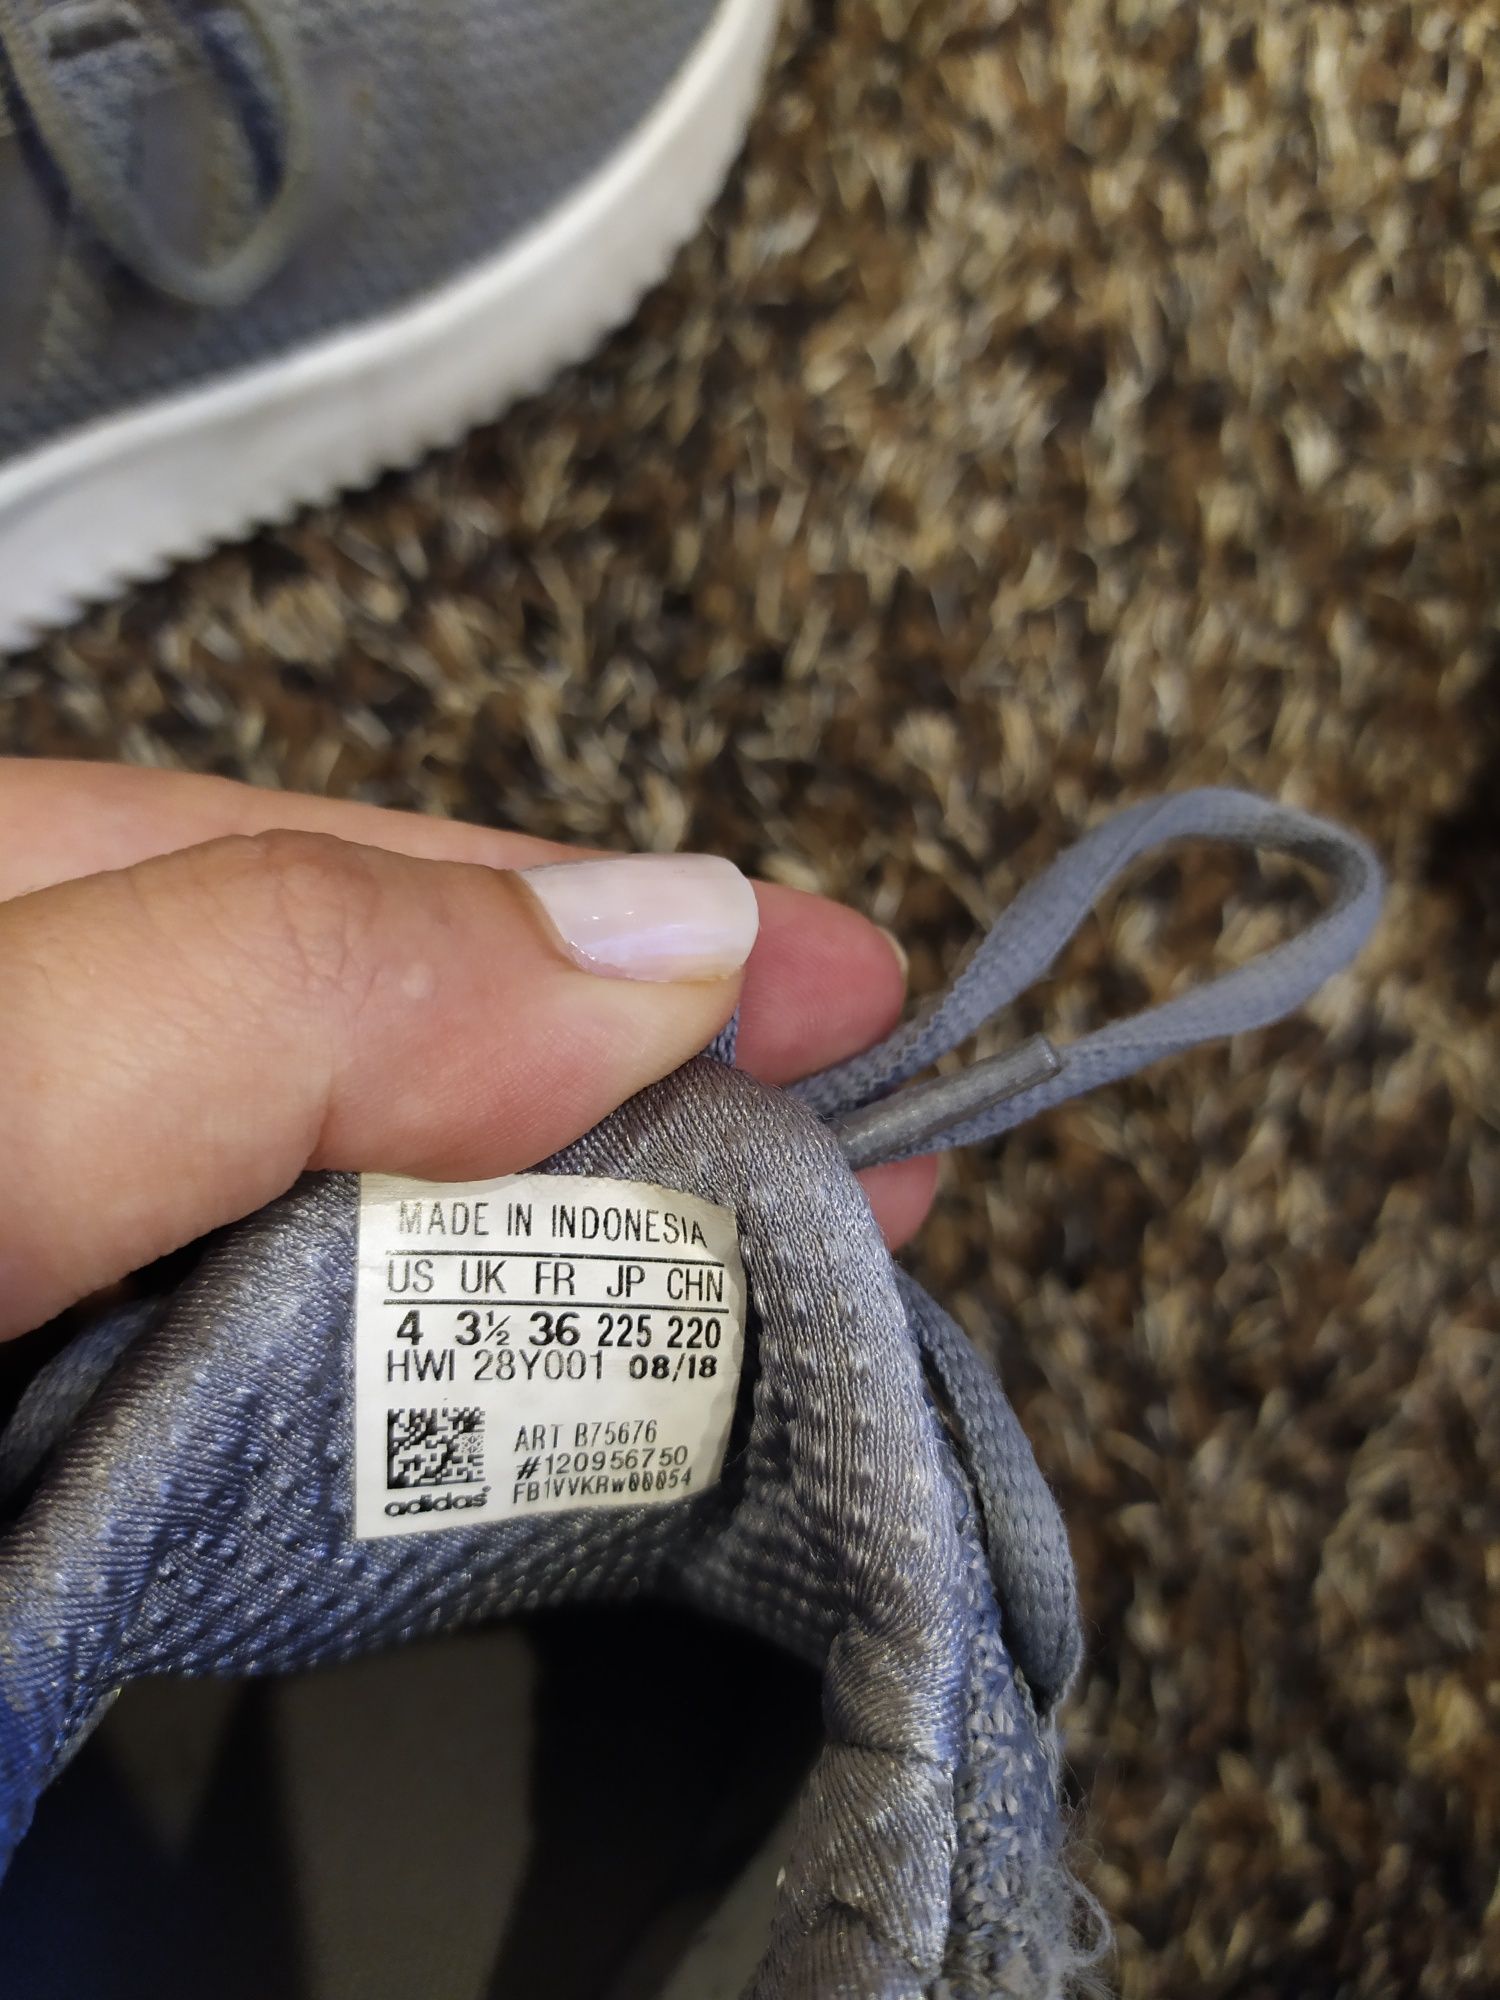 MADE IN INDONESIA
US UK FR JP CHN
4 3½ 36 225 220
HWI 28Y001 08/18
ART B75676
#120956750
FB1VVKRw00054
adidas